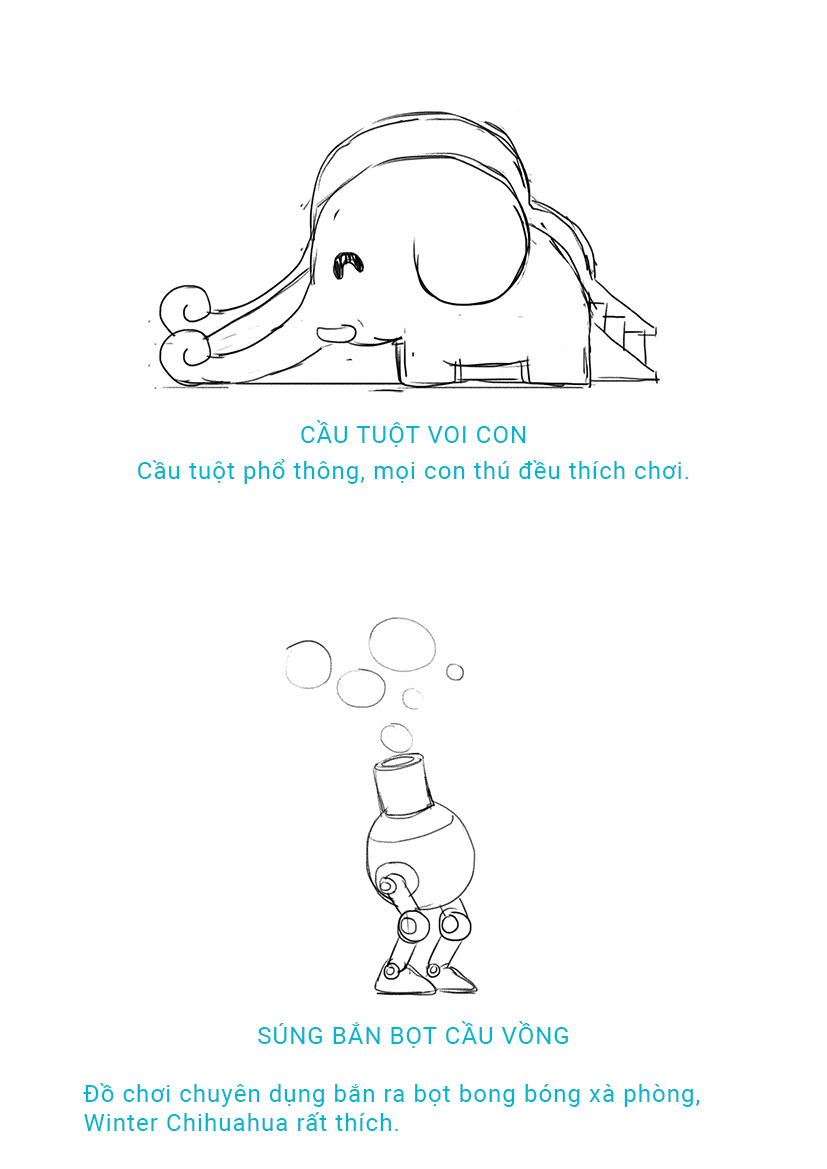 CẦU TUỘT VOI CON
Cầu tuột phổ thông, mọi con thú đều thích chơi.
SÚNG BẮN BỌT CẦU VỒNG
Đồ chơi chuyên dụng bắn ra bọt bong bóng xà phòng,
Winter Chihuahua rất thích.